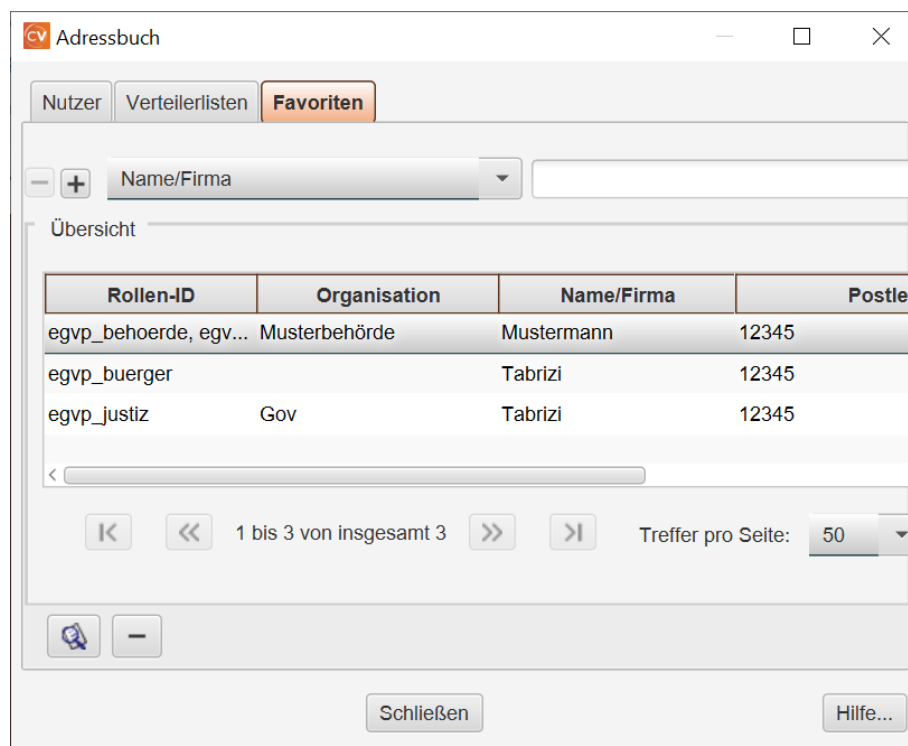 CV Adressbuch
Nutzer Verteilerlisten Favoriten
Name/Firma
Übersicht
Rollen-ID Organisation Name/Firma Postle
egvp_behoerde, egv... Musterbehörde Mustermann 12345
egvp_buerger Tabrizi 12345
egvp_justiz Gov Tabrizi 12345
1 bis 3 von insgesamt 3 Treffer pro Seite: 50
Schließen Hilfe...